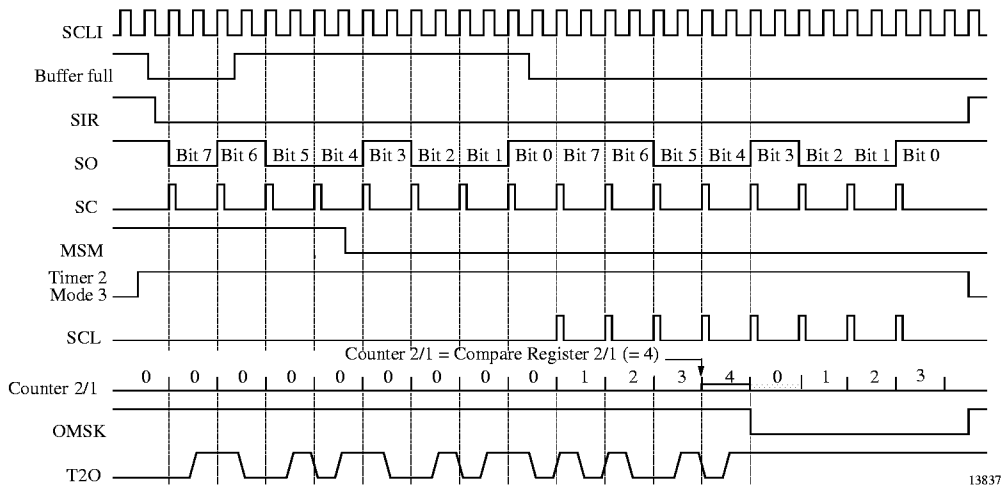 SCLI
Buffer full
SIR
SO
Bit 7 Bit 6 Bit 5 Bit 4 Bit 3 Bit 2 Bit 1 Bit 0 Bit 7 Bit 6 Bit 5 Bit 4 Bit 3 Bit 2 Bit 1 Bit 0
SC
MSM
Timer 2
Mode 3
SCL
Counter 2/1 = Compare Register 2/1 (= 4)
Counter 2/1
0 0 0 0 0 0 0 0 0 1 2 3 4 0 1 2 3
OMSK
T2O
13837